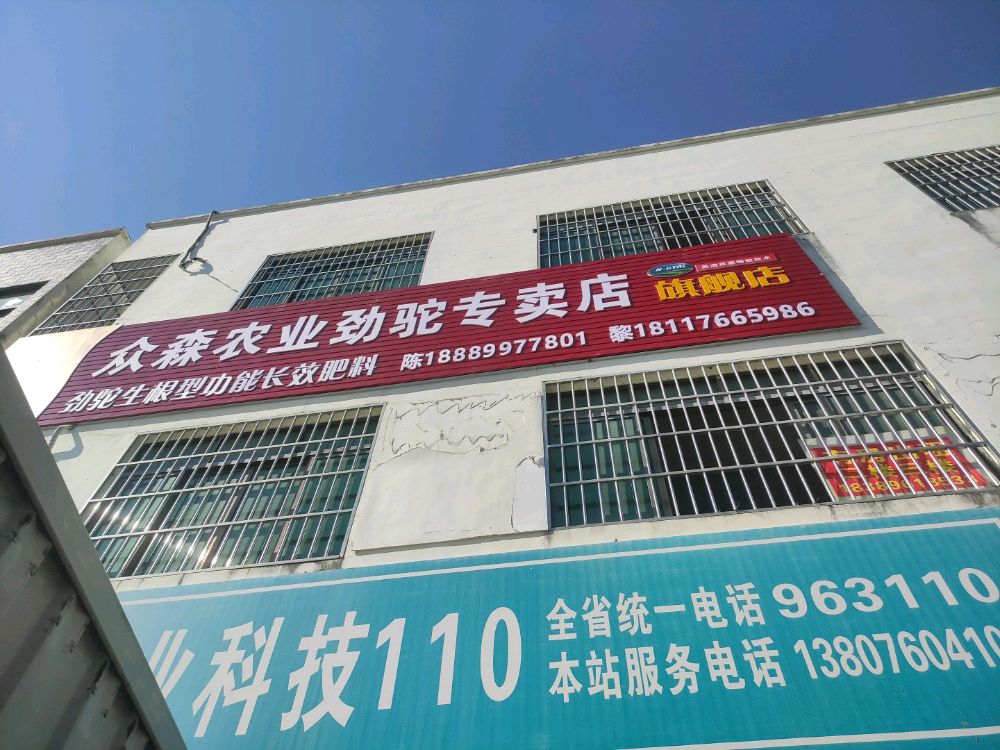 N-GTRL
旗舰店
众森农业劲驼专卖店
劲驼生根型功能长效肥料 陈18889977801 黎18117665986
业科技110
全省统一电话 963110
本站服务电话 1380760410